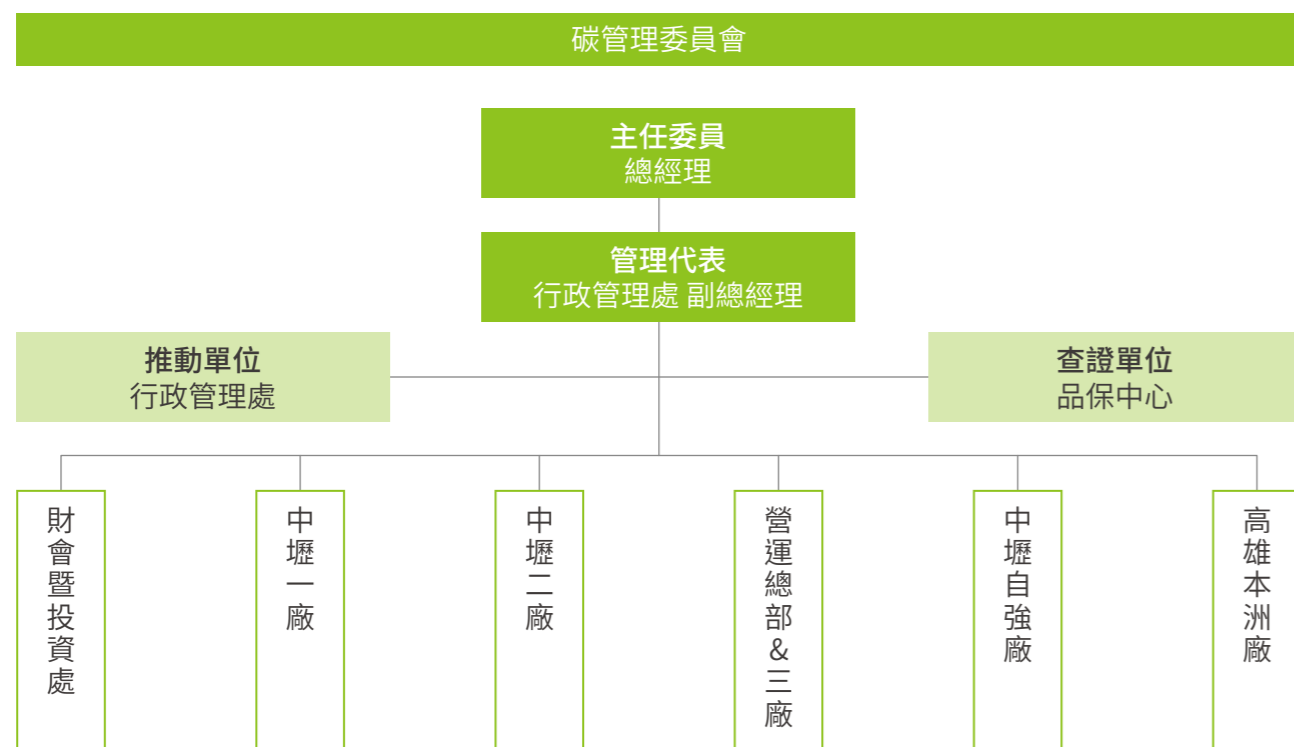 碳管理委員會
主任委員
總經理
管理代表
行政管理處 副總經理
推動單位
行政管理處
查證單位
品保中心
財會暨投資處
中壢一廠
中壢二廠
營運總部&三廠
中壢自強廠
高雄本洲廠